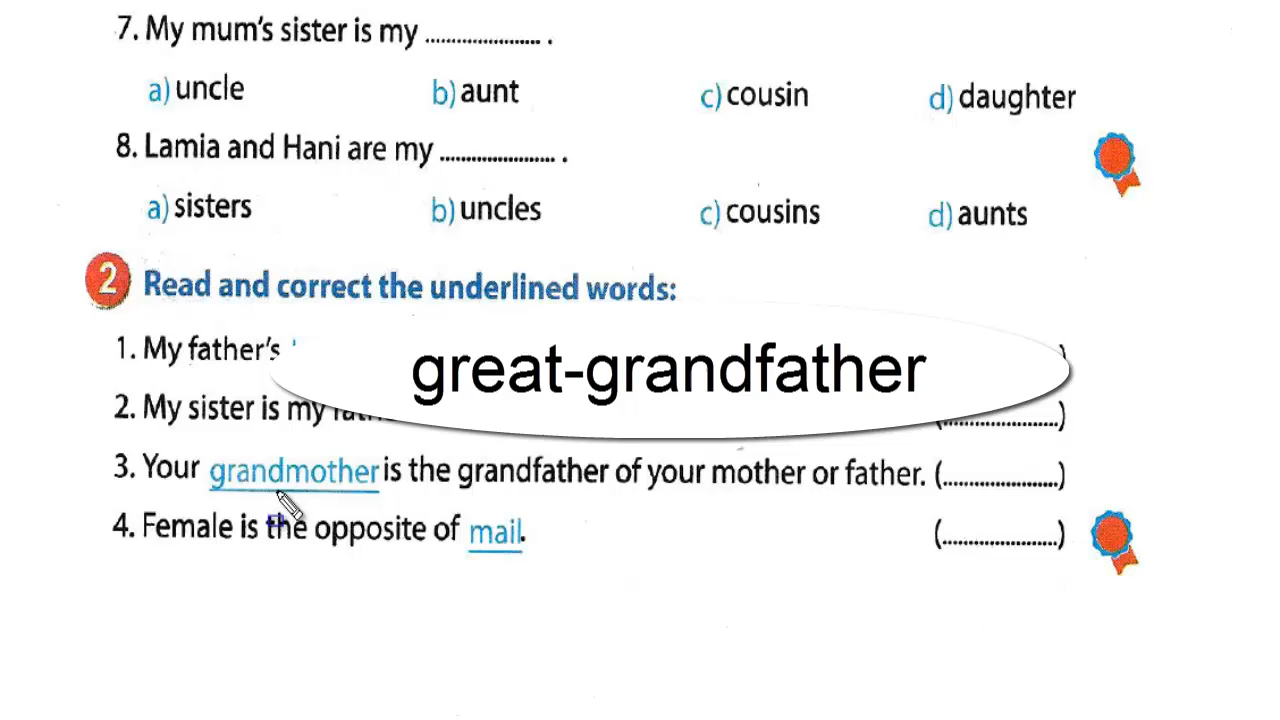 7. My mum's sister is my ...................... .
a) uncle b) aunt c) cousin d) daughter
8. Lamia and Hani are my ...................... .
a) sisters b) uncles c) cousins d) aunts
2 Read and correct the underlined words:
1. My father's
great-grandfather
2. My sister is my
3. Your grandmother is the grandfather of your mother or father. (......................)
4. Female is the opposite of mail. (......................)